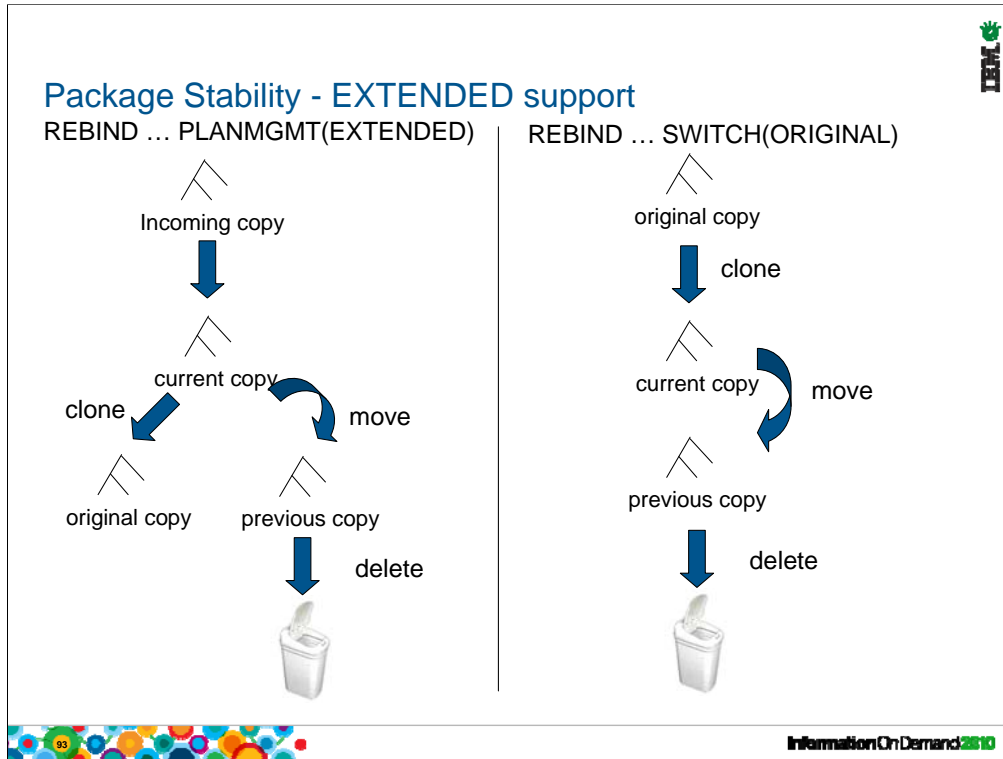 IBM
Package Stability - EXTENDED support
REBIND … PLANMGMT(EXTENDED)
Incoming copy
current copy
clone
move
original copy
previous copy
delete
REBIND … SWITCH(ORIGINAL)
original copy
clone
current copy
move
previous copy
delete
93
Information On Demand 2010